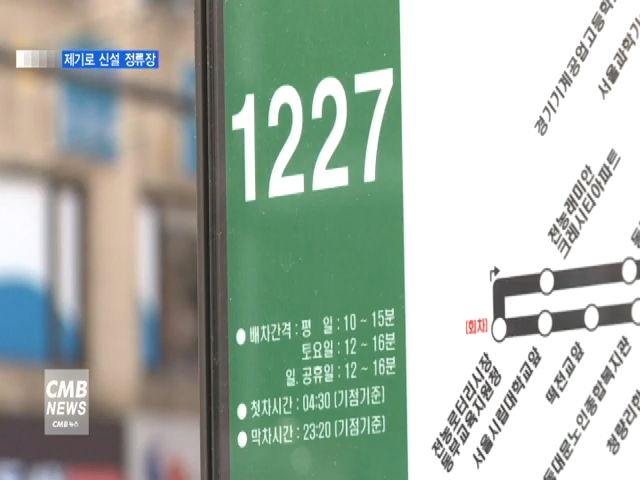 제기로 신설 정류장
1227
● 배차간격 : 평 일 : 10 ~ 15분
토요일 : 12 ~ 16분
일. 공휴일 : 12 ~ 16분
● 첫차시간 : 04:30 (기점기준)
● 막차시간 : 23:20 (기점기준)
경기기계공업고등학
서울과학기
전농래미안
크레시티아파트
[회차]
전농로터리시장
동부교육지원청
서울시립대학교앞
떡전교앞
동대문노인종합복지관
청량리
CMB
NEWS
CMB 뉴스